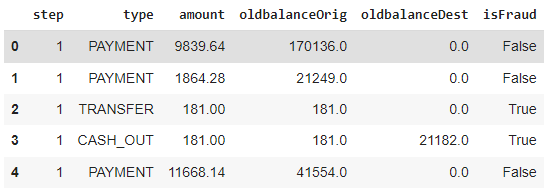 step type amount oldbalanceOrig oldbalanceDest isFraud
0 1 PAYMENT 9839.64 170136.0 0.0 False
1 1 PAYMENT 1864.28 21249.0 0.0 False
2 1 TRANSFER 181.00 181.0 0.0 True
3 1 CASH_OUT 181.00 181.0 21182.0 True
4 1 PAYMENT 11668.14 41554.0 0.0 False